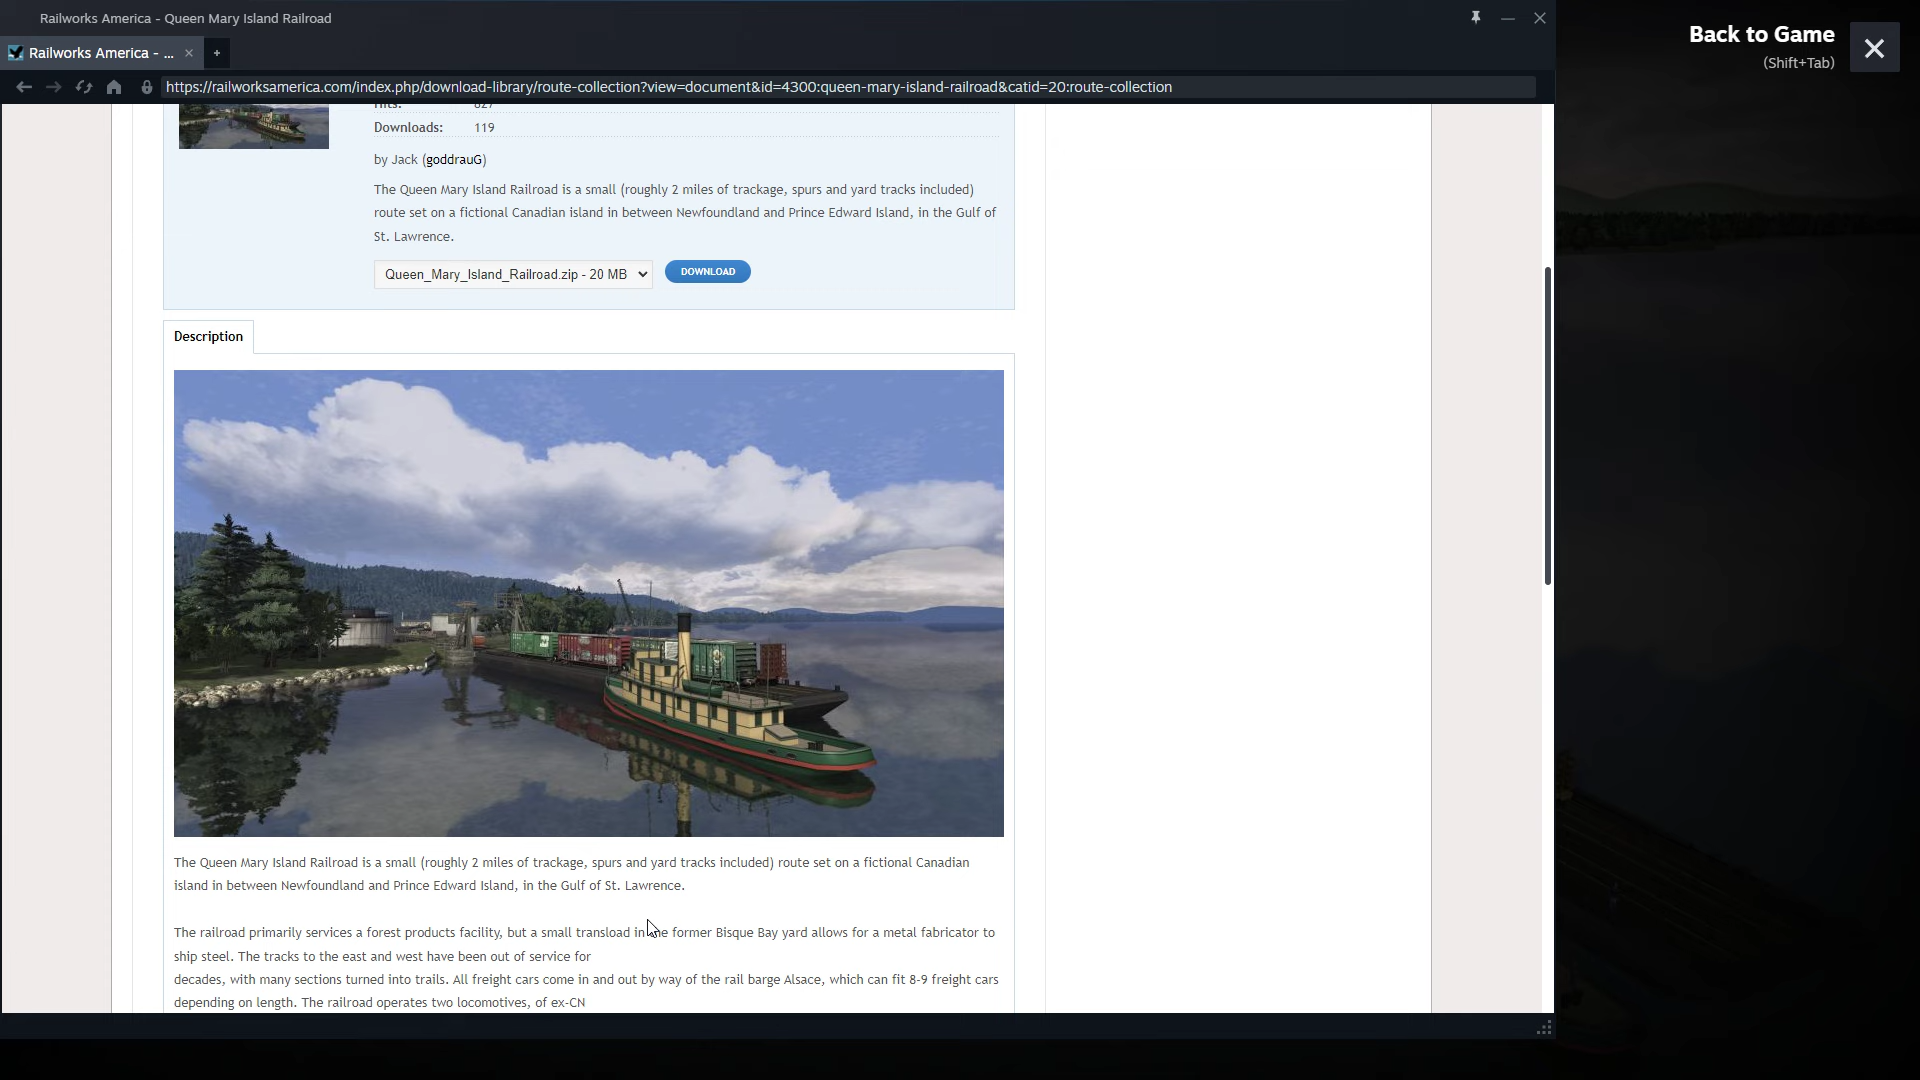 Railworks America - Queen Mary Island Railroad
Back to Game
(Shift+Tab)
Railworks America - ...
https://railworksamerica.com/index.php/download-library/route-collection?view=document&id=4300:queen-mary-island-railroad&catid=20:route-collection
Hits: 827
Downloads: 119
by Jack (goddrauG)
The Queen Mary Island Railroad is a small (roughly 2 miles of trackage, spurs and yard tracks included)
route set on a fictional Canadian island in between Newfoundland and Prince Edward Island, in the Gulf of
St. Lawrence.
Queen_Mary_Island_Railroad.zip - 20 MB
DOWNLOAD
Description
The Queen Mary Island Railroad is a small (roughly 2 miles of trackage, spurs and yard tracks included) route set on a fictional Canadian
island in between Newfoundland and Prince Edward Island, in the Gulf of St. Lawrence.
The railroad primarily services a forest products facility, but a small transload in the former Bisque Bay yard allows for a metal fabricator to
ship steel. The tracks to the east and west have been out of service for
decades, with many sections turned into trails. All freight cars come in and out by way of the rail barge Alsace, which can fit 8-9 freight cars
depending on length. The railroad operates two locomotives, of ex-CN